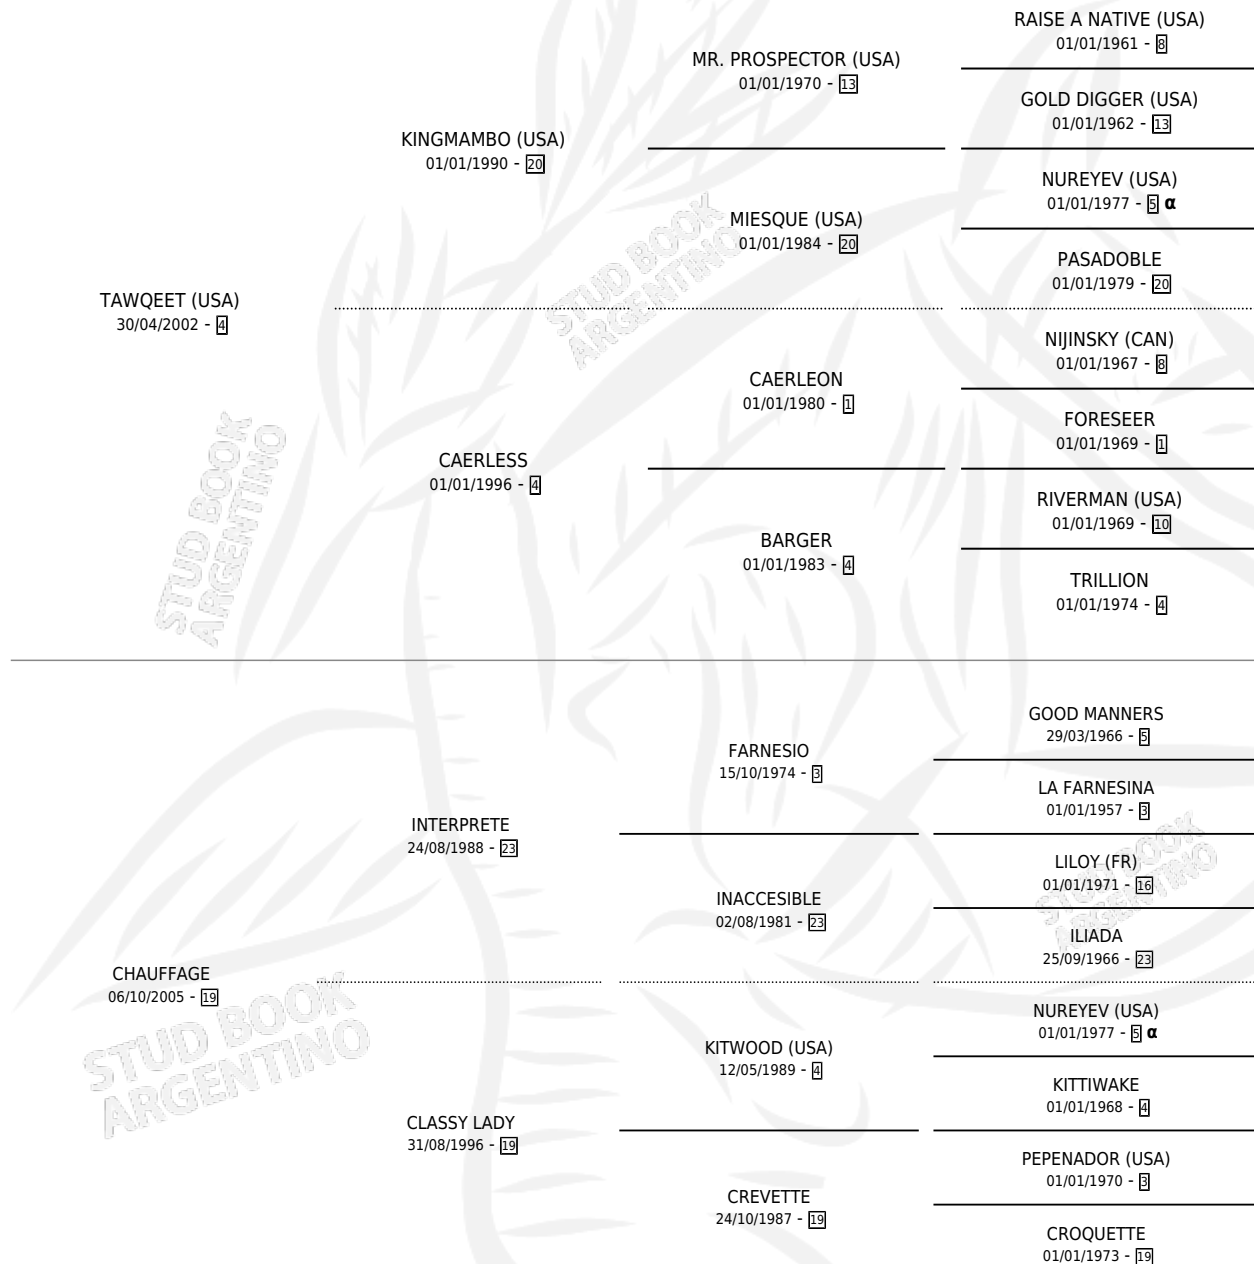 RAISE A NATIVE (USA)
01/01/1961 - 8
MR. PROSPECTOR (USA)
01/01/1970 - 13
GOLD DIGGER (USA)
01/01/1962 - 13
KINGMAMBO (USA)
01/01/1990 - 20
NUREYEV (USA)
01/01/1977 - 5 α
MIESQUE (USA)
01/01/1984 - 20
PASADOBLE
01/01/1979 - 20
STUD BOOK
ARGENTINO
TAWQEET (USA)
30/04/2002 - 4
NIJINSKY (CAN)
01/01/1967 - 8
CAERLEON
01/01/1980 - 1
FORESEER
01/01/1969 - 1
CAERLESS
01/01/1996 - 4
RIVERMAN (USA)
01/01/1969 - 10
BARGER
01/01/1983 - 4
TRILLION
01/01/1974 - 4
STUD BOOK
ARGENTINO
GOOD MANNERS
29/03/1966 - 5
FARNESIO
15/10/1974 - 3
LA FARNESINA
01/01/1957 - 3
INTERPRETE
24/08/1988 - 23
LILOY (FR)
01/01/1971 - 16
INACCESIBLE
02/08/1981 - 23
ILIADA
25/09/1966 - 23
STUD BOOK
ARGENTINO
CHAUFFAGE
06/10/2005 - 19
NUREYEV (USA)
01/01/1977 - 5 α
KITWOOD (USA)
12/05/1989 - 4
KITTIWAKE
01/01/1968 - 4
STUD BOOK
ARGENTINO
CLASSY LADY
31/08/1996 - 19
PEPENADOR (USA)
01/01/1970 - 3
CREVETTE
24/10/1987 - 19
CROQUETTE
01/01/1973 - 19